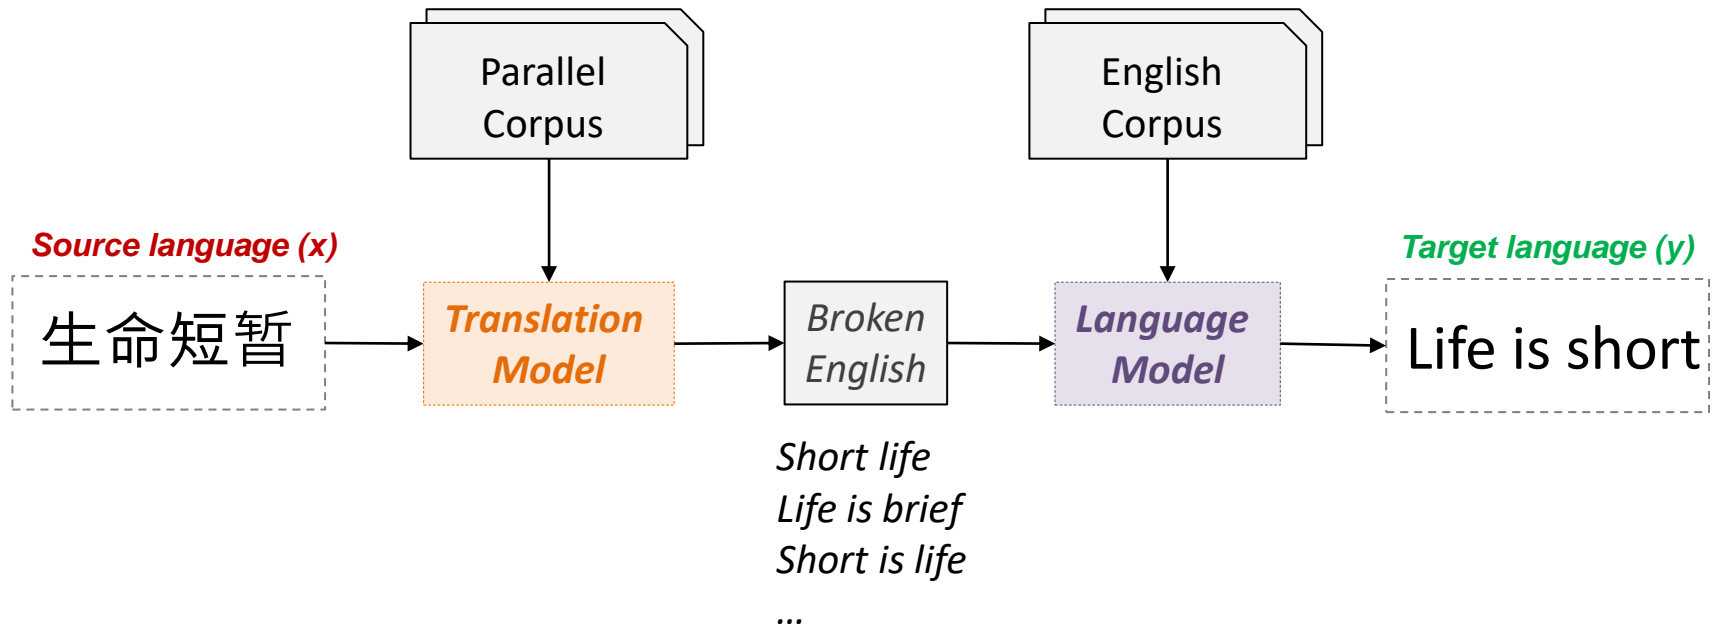 Parallel
Corpus
English
Corpus
Source language (x)
Target language (y)
生命短暂
Translation
Model
Broken
English
Language
Model
Life is short
Short life
Life is brief
Short is life
...